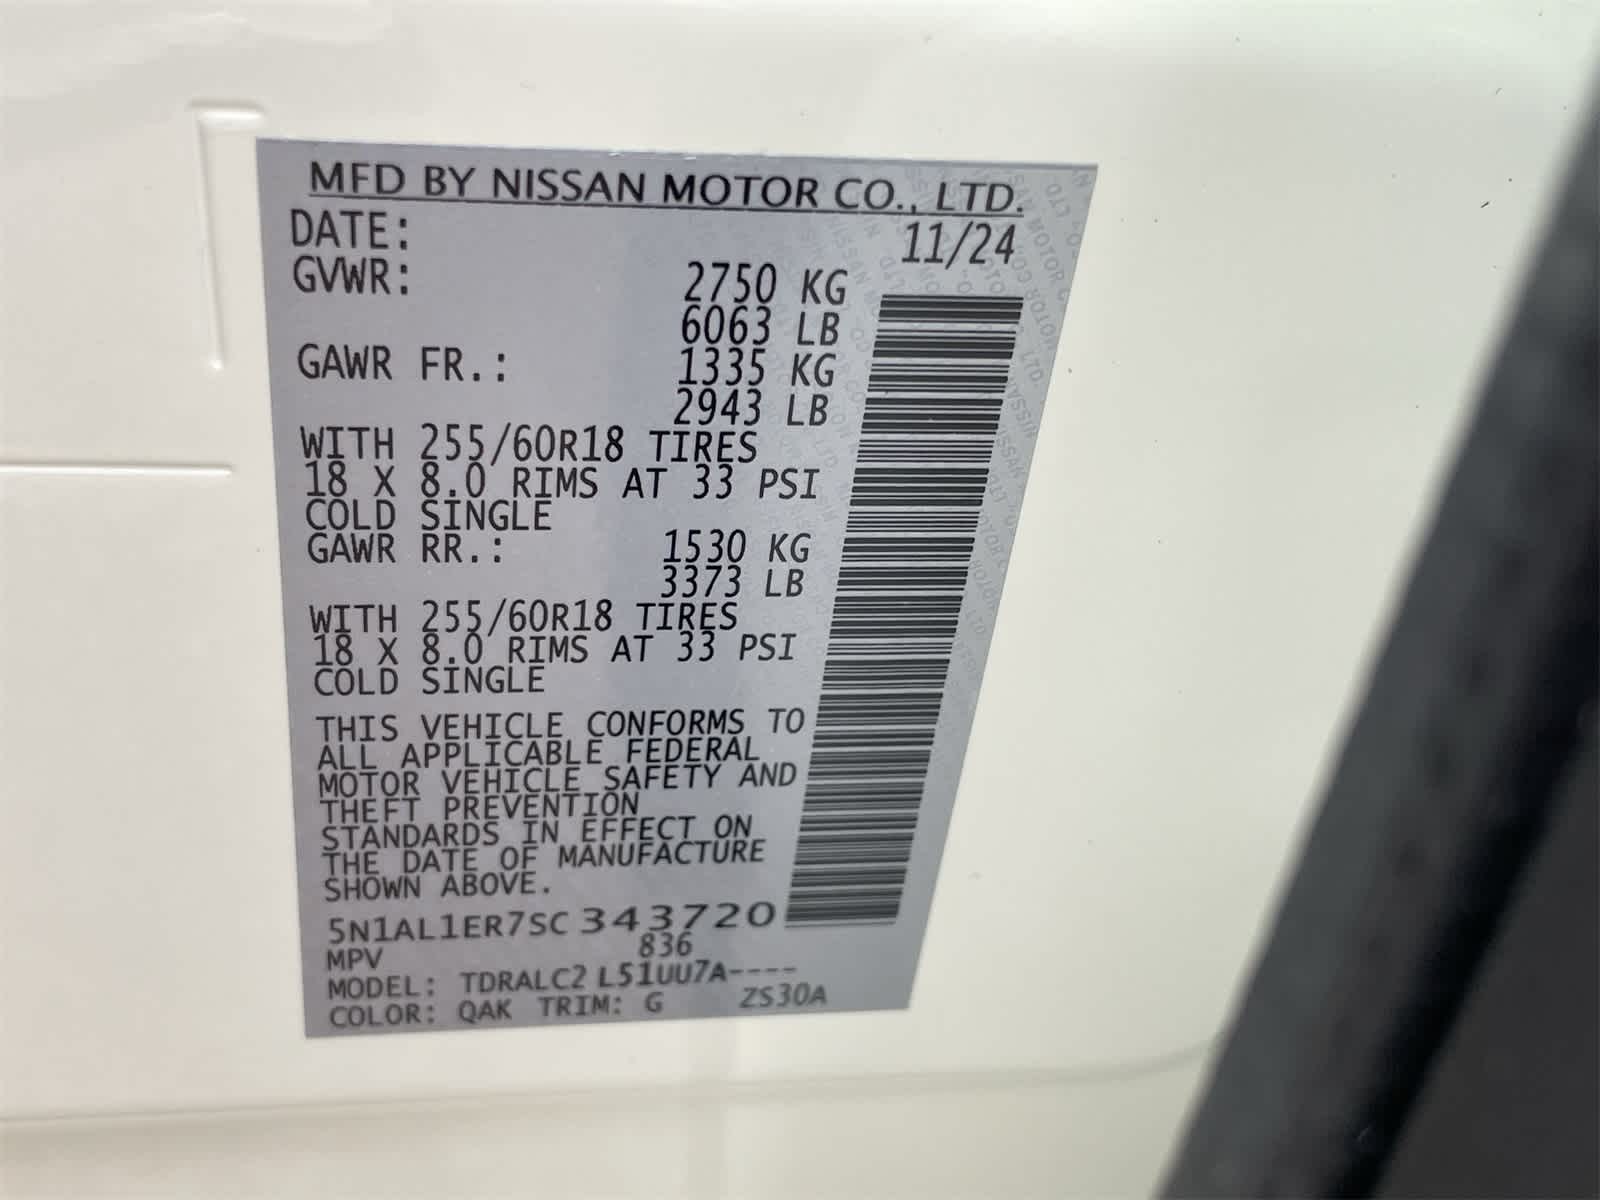 MFD BY NISSAN MOTOR CO., LTD.
DATE: 11/24
GVWR: 2750 KG
6063 LB
GAWR FR.: 1335 KG
2943 LB
WITH 255/60R18 TIRES
18 X 8.0 RIMS AT 33 PSI
COLD SINGLE
GAWR RR.: 1530 KG
3373 LB
WITH 255/60R18 TIRES
18 X 8.0 RIMS AT 33 PSI
COLD SINGLE
THIS VEHICLE CONFORMS TO
ALL APPLICABLE FEDERAL
MOTOR VEHICLE SAFETY AND
THEFT PREVENTION
STANDARDS IN EFFECT ON
THE DATE OF MANUFACTURE
SHOWN ABOVE.
5N1AL1ER7SC 343720
MPV 836
MODEL: TDRALC2 L51UU7A----
COLOR: QAK TRIM: G ZS30A